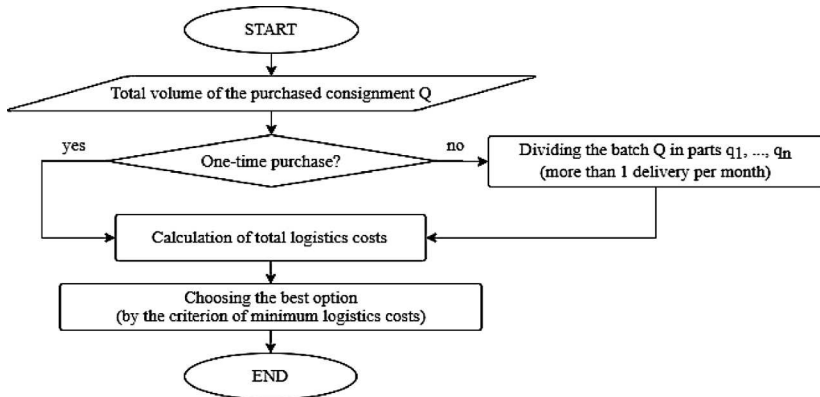 START
Total volume of the purchased consignment Q
yes
One-time purchase?
no
Dividing the batch Q in parts q1, ..., qn
(more than 1 delivery per month)
Calculation of total logistics costs
Choosing the best option
(by the criterion of minimum logistics costs)
END